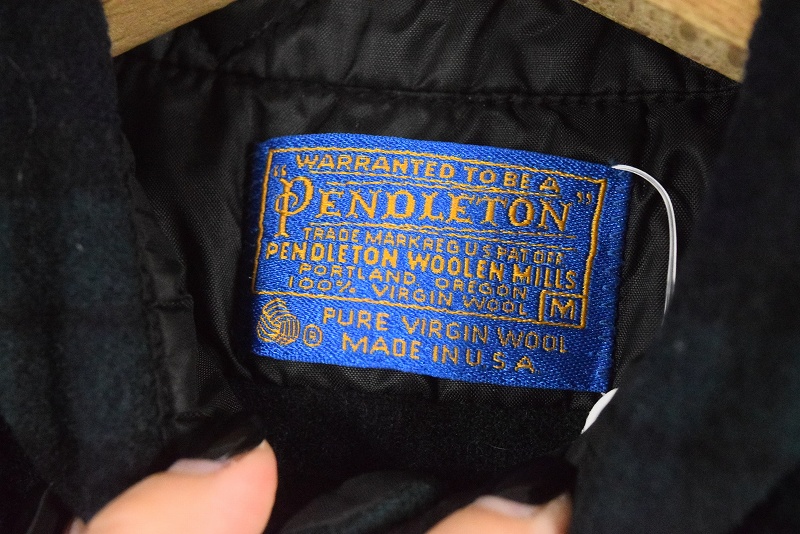 WARRANTED TO BE A
"PENDLETON"
TRADE MARK REG U S PAT OFF
PENDLETON WOOLEN MILLS
PORTLAND, OREGON
100% VIRGIN WOOL M
PURE VIRGIN WOOL
® MADE IN U.S.A